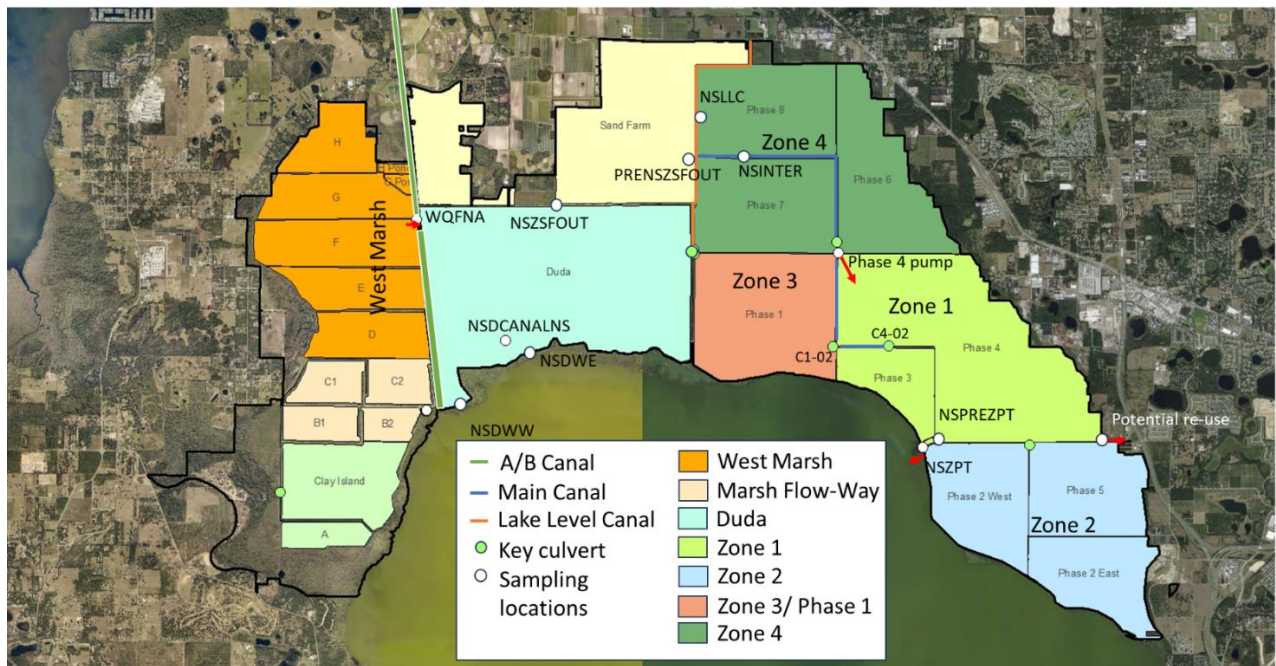 NSLLC
Phase 8
Sand Farm
Zone 4
H
PRENSZSFOUT
NSINTER
H Pond
G Pond
Phase 6
G
Phase 7
WQFNA
NSZSFOUT
West Marsh
F
Phase 4 pump
Duda
E
Zone 3
Zone 1
Phase 1
D
NSDCANALNS
C4-02
Phase 4
NSDWE
C1-02
C1
C2
Phase 3
B1
B2
NSDWW
NSPREZPT
Potential re-use
NSZPT
Clay Island
A
Phase 2 West
Phase 5
Zone 2
Phase 2 East
A/B Canal
Main Canal
Lake Level Canal
Key culvert
Sampling
locations
West Marsh
Marsh Flow-Way
Duda
Zone 1
Zone 2
Zone 3/ Phase 1
Zone 4